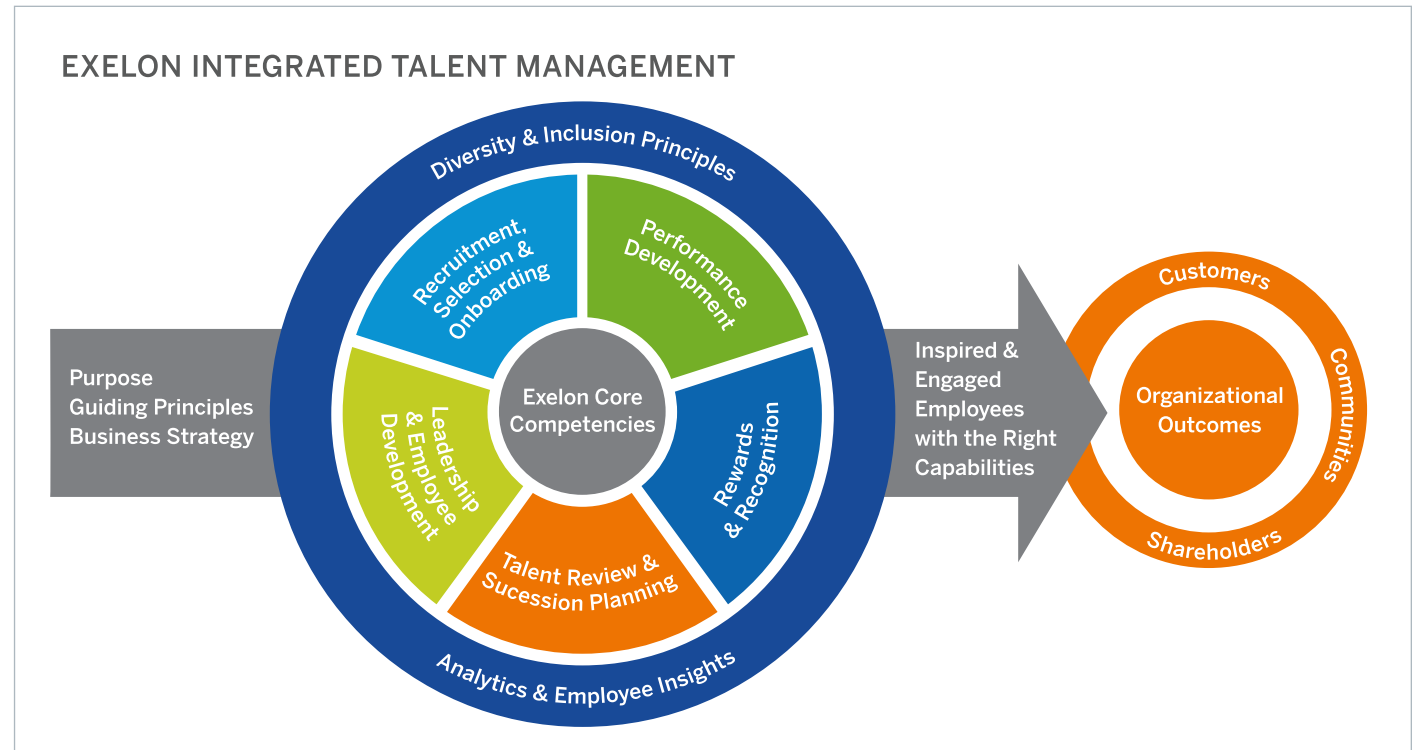 EXELON INTEGRATED TALENT MANAGEMENT
Diversity & Inclusion Principles
Recruitment,
Selection &
Onboarding
Performance
Development
Purpose
Guiding Principles
Business Strategy
Leadership
& Employee
Development
Exelon Core
Competencies
Rewards
& Recognition
Talent Review &
Sucession Planning
Analytics & Employee Insights
Inspired &
Engaged
Employees
with the Right
Capabilities
Customers
Communities
Shareholders
Organizational
Outcomes